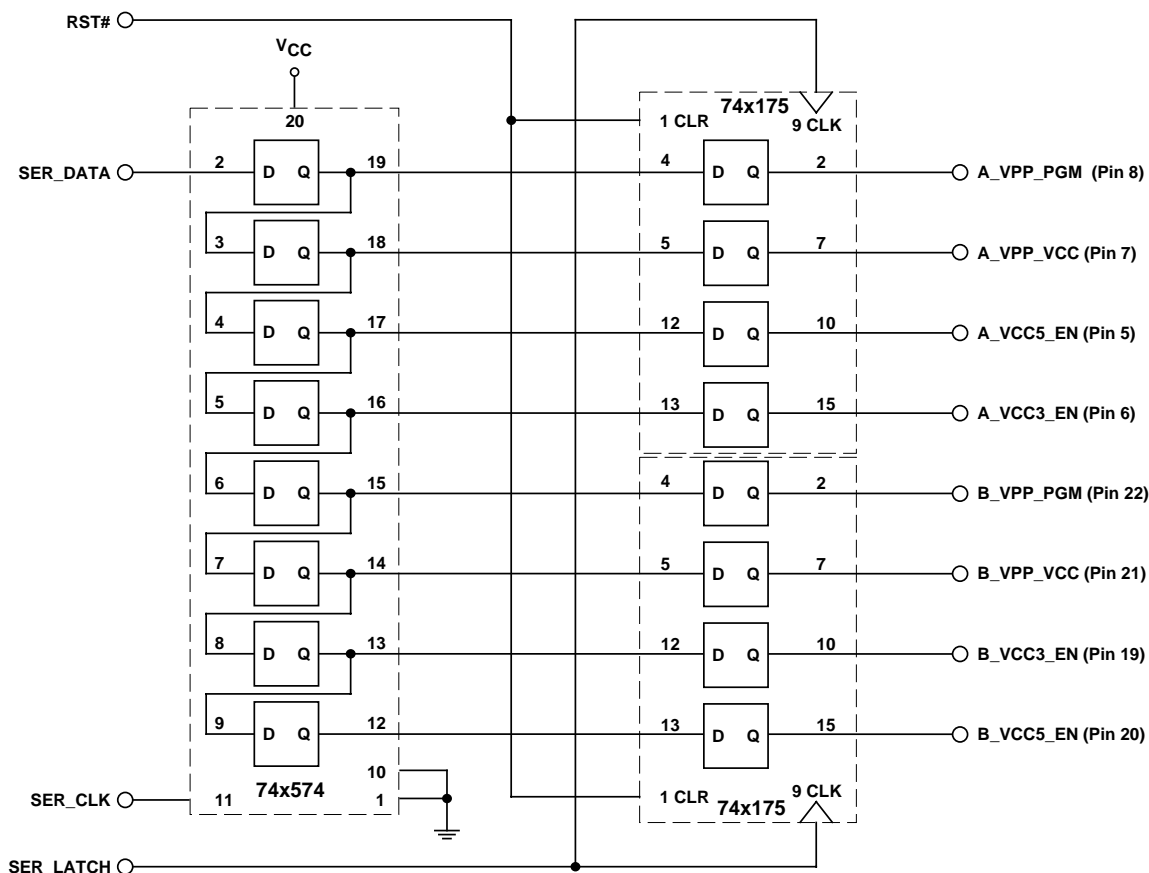 RST#
VCC
20
74x175
1 CLR
9 CLK
SER_DATA
2
D Q
19
4
D Q
2
A_VPP_PGM (Pin 8)
3
D Q
18
5
D Q
7
A_VPP_VCC (Pin 7)
4
D Q
17
12
D Q
10
A_VCC5_EN (Pin 5)
5
D Q
16
13
D Q
15
A_VCC3_EN (Pin 6)
6
D Q
15
4
D Q
2
B_VPP_PGM (Pin 22)
7
D Q
14
5
D Q
7
B_VPP_VCC (Pin 21)
8
D Q
13
12
D Q
10
B_VCC3_EN (Pin 19)
9
D Q
12
13
D Q
15
B_VCC5_EN (Pin 20)
10
74x574
SER_CLK
11
1
1 CLR
74x175
9 CLK
SER_LATCH